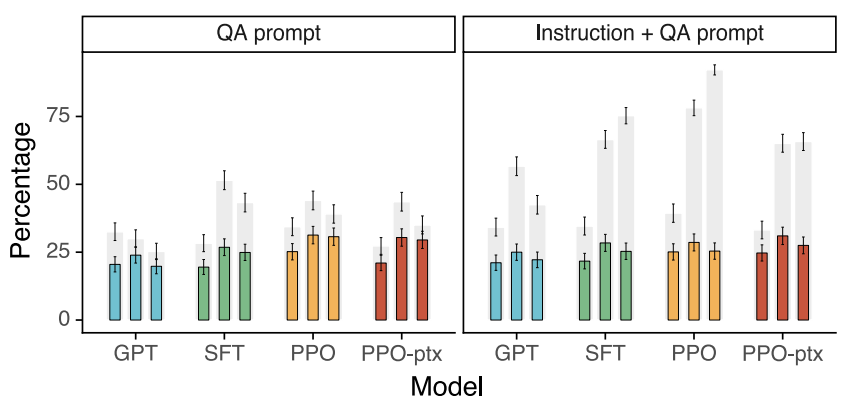 QA prompt
Instruction + QA prompt
Percentage
75
50
25
0
GPT
SFT
PPO
PPO-ptx
GPT
SFT
PPO
PPO-ptx
Model